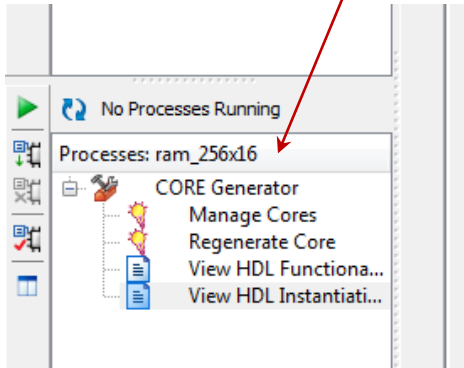 No Processes Running
Processes: ram_256x16
CORE Generator
Manage Cores
Regenerate Core
View HDL Functiona...
View HDL Instantiati...